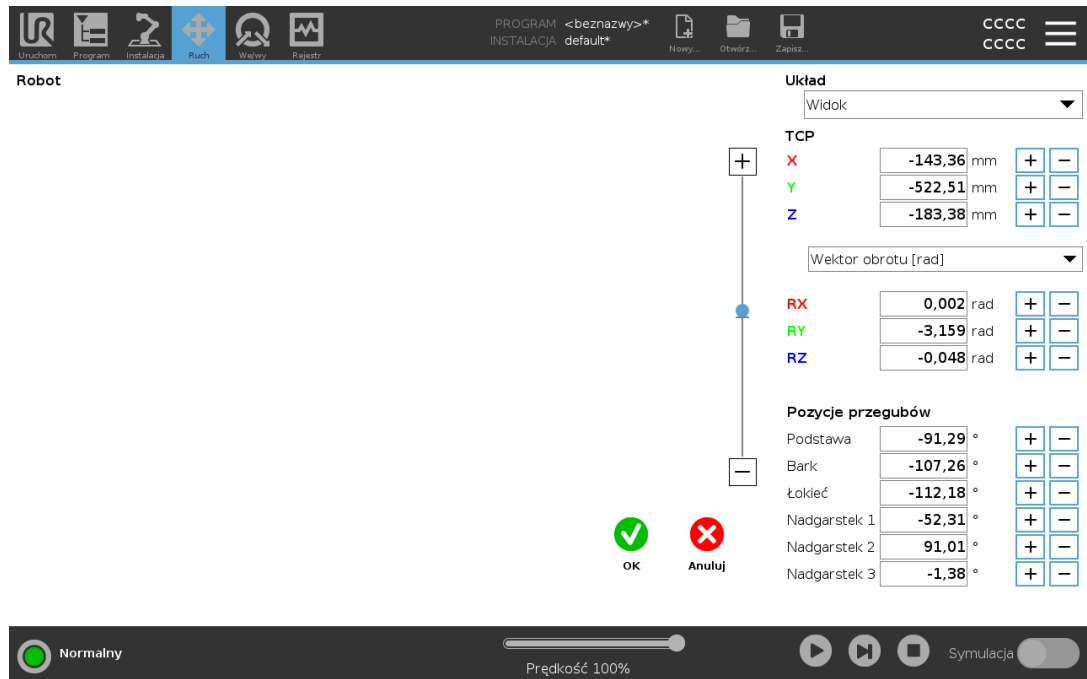 PROGRAM <beznazwy>*
INSTALACJA default*
cccc
cccc
Uruchom Program Instalacja Ruch We/wy Rejestr Nowy... Otwórz... Zapisz...
Robot
Układ
Widok
TCP
X -143,36 mm + −
Y -522,51 mm + −
Z -183,38 mm + −
Wektor obrotu [rad]
RX 0,002 rad + −
RY -3,159 rad + −
RZ -0,048 rad + −
Pozycje przegubów
Podstawa -91,29 ° + −
Bark -107,26 ° + −
Łokieć -112,18 ° + −
Nadgarstek 1 -52,31 ° + −
Nadgarstek 2 91,01 ° + −
Nadgarstek 3 -1,38 ° + −
OK Anuluj
Normalny
Prędkość 100%
Symulacja